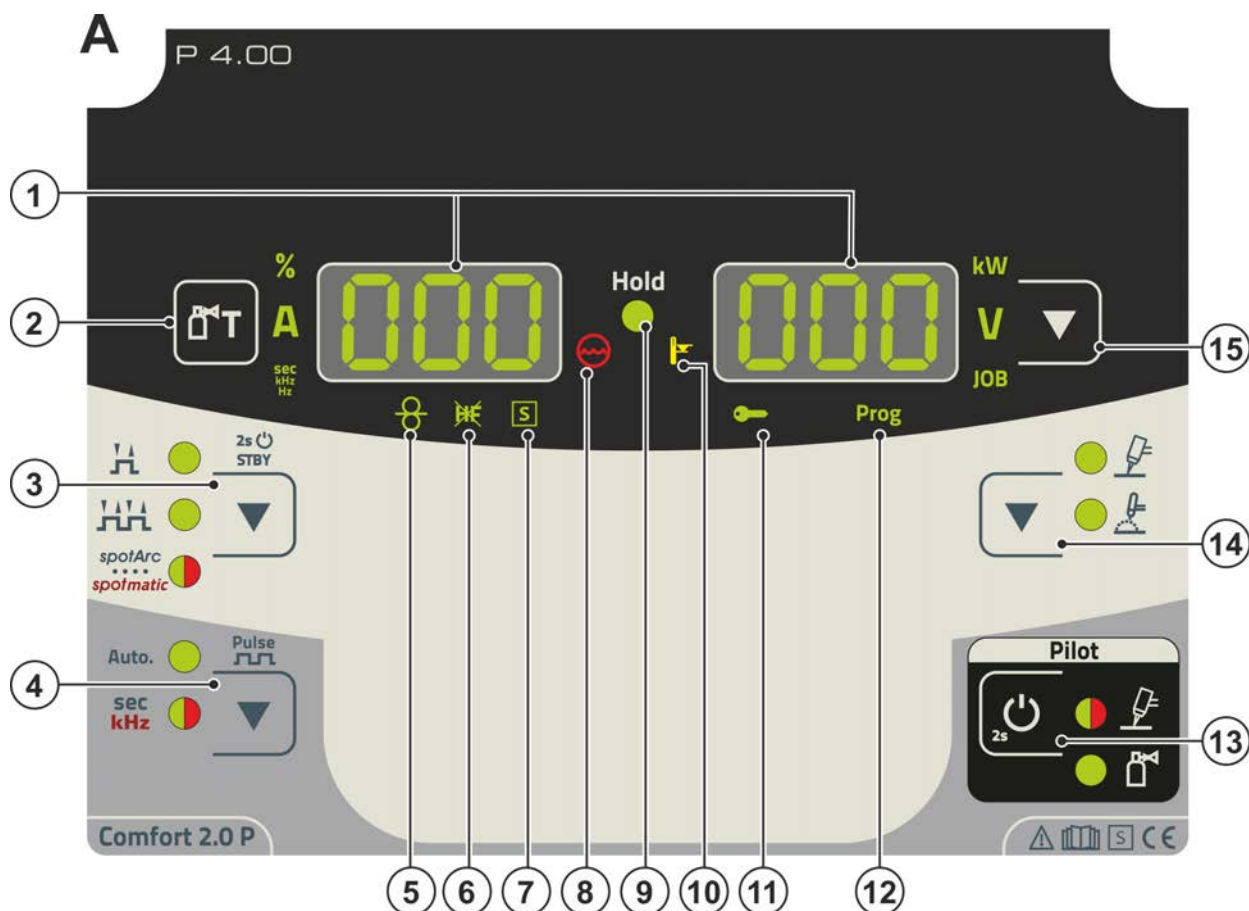 A
P 4.00
1
2
T
%
A
sec
kHz
Hz
000
Hold
000
kW
V
JOB
15
HF
S
Prog
3
2s
STBY
spotArc
spotmatic
14
4
Auto.
Pulse
sec
kHz
Pilot
2s
13
Comfort 2.0 P
S CE
5
6
7
8
9
10
11
12